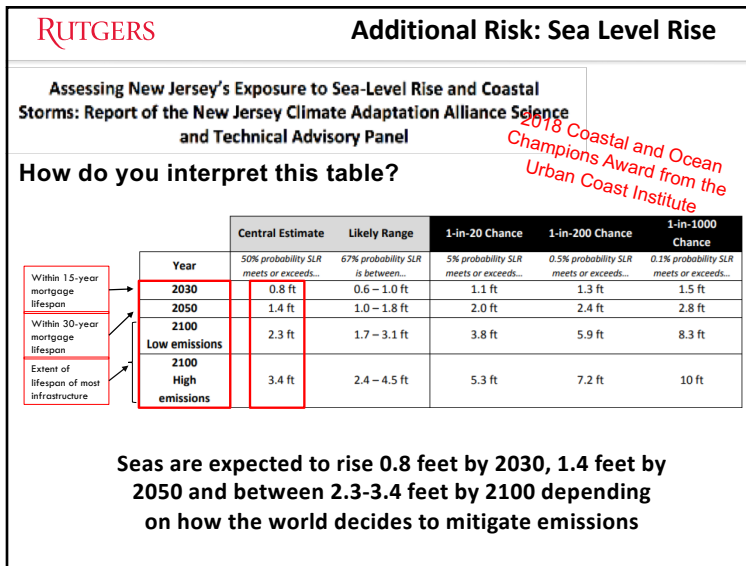 RUTGERS
Additional Risk: Sea Level Rise
Assessing New Jersey's Exposure to Sea-Level Rise and Coastal
Storms: Report of the New Jersey Climate Adaptation Alliance Science
and Technical Advisory Panel
2018 Coastal and Ocean
Champions Award from the
Urban Coast Institute
How do you interpret this table?
Central Estimate Likely Range 1-in-20 Chance 1-in-200 Chance 1-in-1000
Chance
Year 50% probability SLR meets or exceeds... 67% probability SLR is between... 5% probability SLR meets or exceeds... 0.5% probability SLR meets or exceeds... 0.1% probability SLR meets or exceeds...
Within 15-year
mortgage
lifespan
2030 0.8 ft 0.6 – 1.0 ft 1.1 ft 1.3 ft 1.5 ft
Within 30-year
mortgage
lifespan
2050 1.4 ft 1.0 – 1.8 ft 2.0 ft 2.4 ft 2.8 ft
2100
Low emissions 2.3 ft 1.7 – 3.1 ft 3.8 ft 5.9 ft 8.3 ft
Extent of
lifespan of most
infrastructure
2100
High
emissions 3.4 ft 2.4 – 4.5 ft 5.3 ft 7.2 ft 10 ft
Seas are expected to rise 0.8 feet by 2030, 1.4 feet by
2050 and between 2.3-3.4 feet by 2100 depending
on how the world decides to mitigate emissions